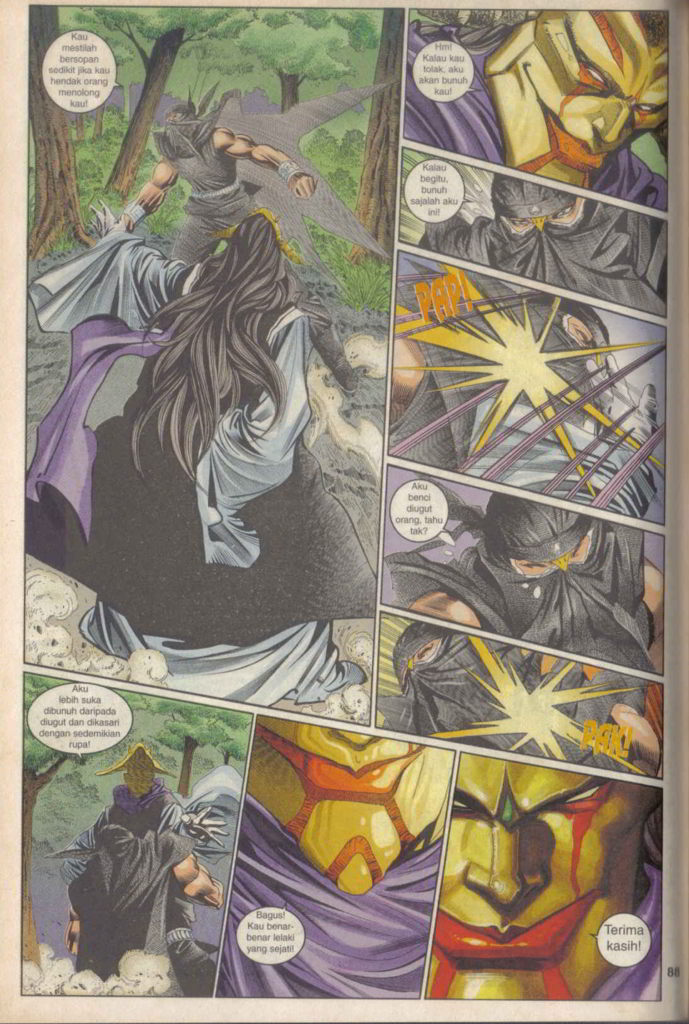 Kau
mestilah
bersopan
sedikit jika kau
hendak orang
menolong
kau!
Hm!
Kalau kau
tolak, aku
akan bunuh
kau!
Kalau
begitu,
bunuh
sajalah aku
ini!
PAP!
Aku
benci
diugut
orang, tahu
tak?
PAK!
Aku
lebih suka
dibunuh daripada
diugut dan dikasari
dengan sedemikian
rupa!
Bagus!
Kau benar-
benar lelaki
yang sejati!
Terima
kasih!
88